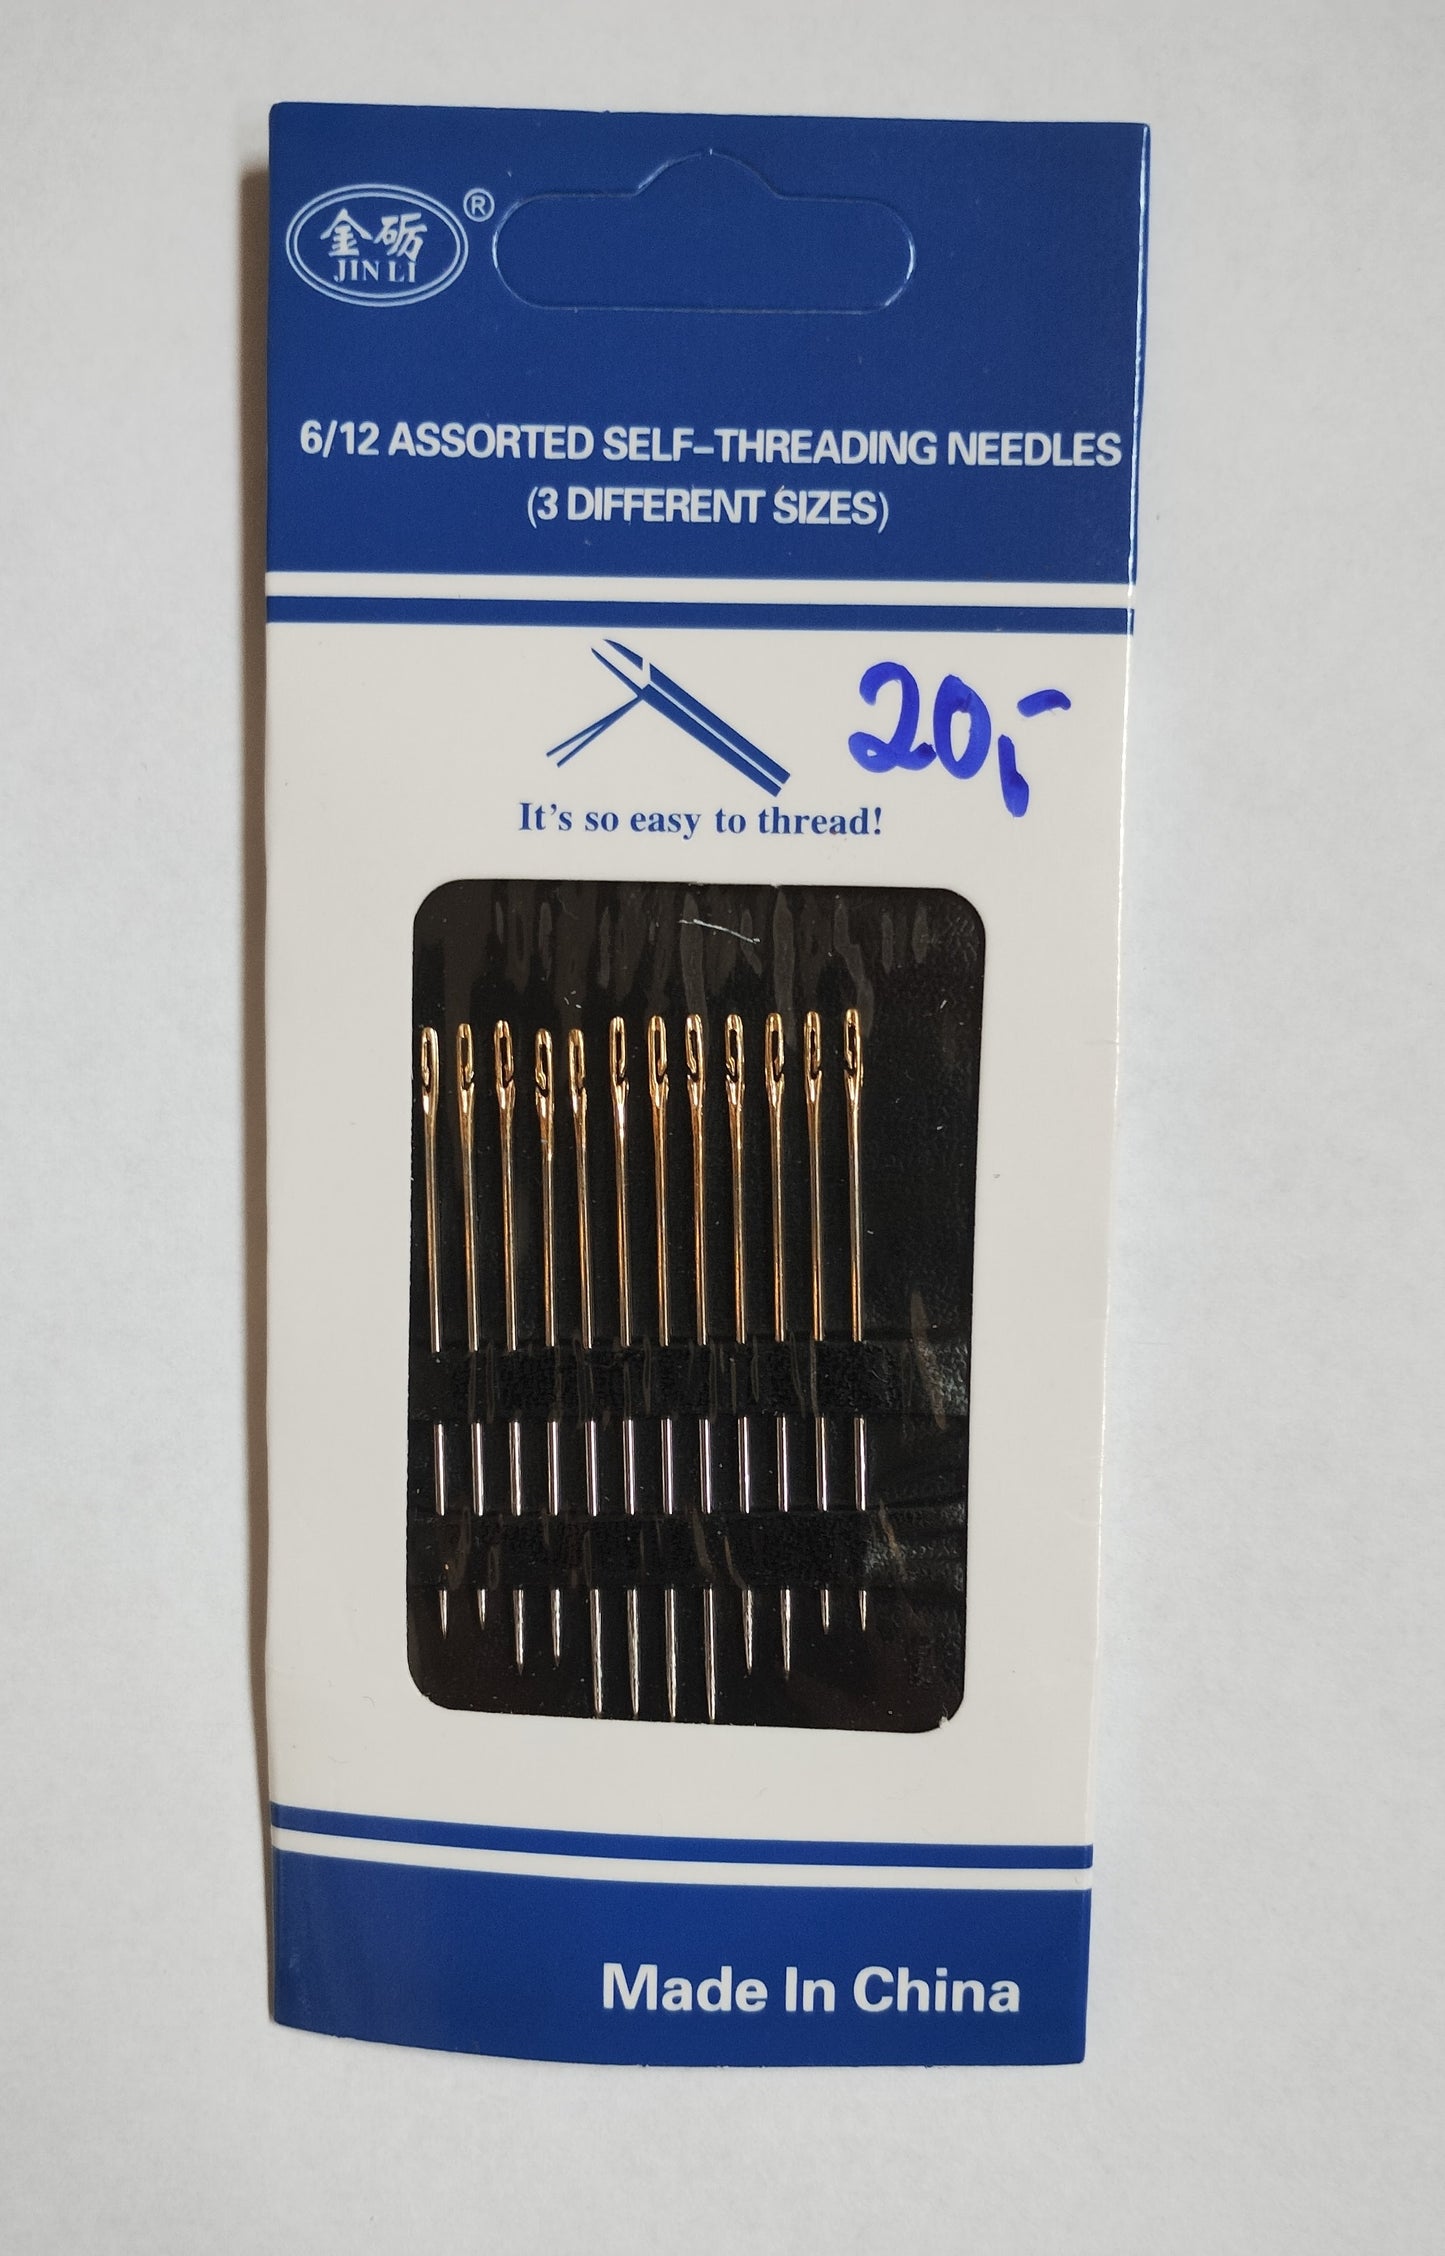 金砺 ®
JIN LI
6/12 ASSORTED SELF-THREADING NEEDLES
(3 DIFFERENT SIZES)
20,-
It's so easy to thread!
Made In China